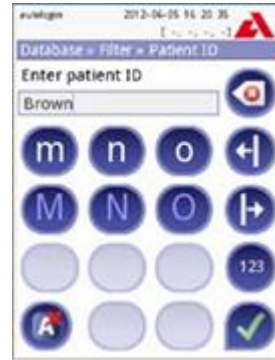 autologin 2012-06-05 16 20 35
[ -, -, -, -]
Database » Filter » Patient ID
Enter patient ID
Brown
m n o
M N O
123
A